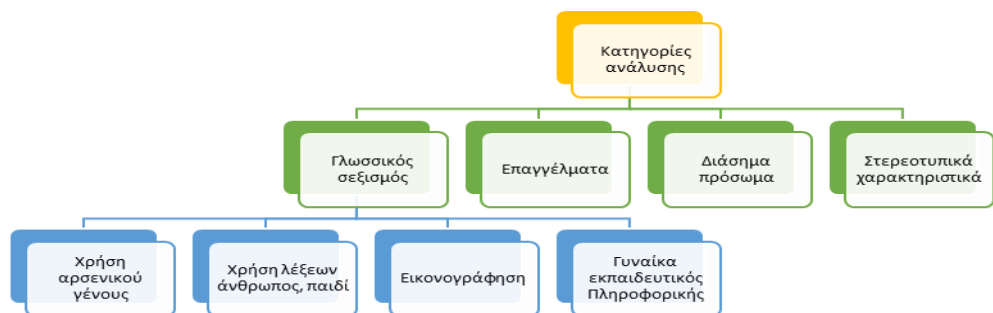 Κατηγορίες
ανάλυσης
Γλωσσικός
σεξισμός
Επαγγέλματα
Διάσημα
πρόσωμα
Στερεοτυπικά
χαρακτηριστικά
Χρήση
αρσενικού
γένους
Χρήση λέξεων
άνθρωπος, παιδί
Εικονογράφηση
Γυναίκα
εκπαιδευτικός
Πληροφορικής